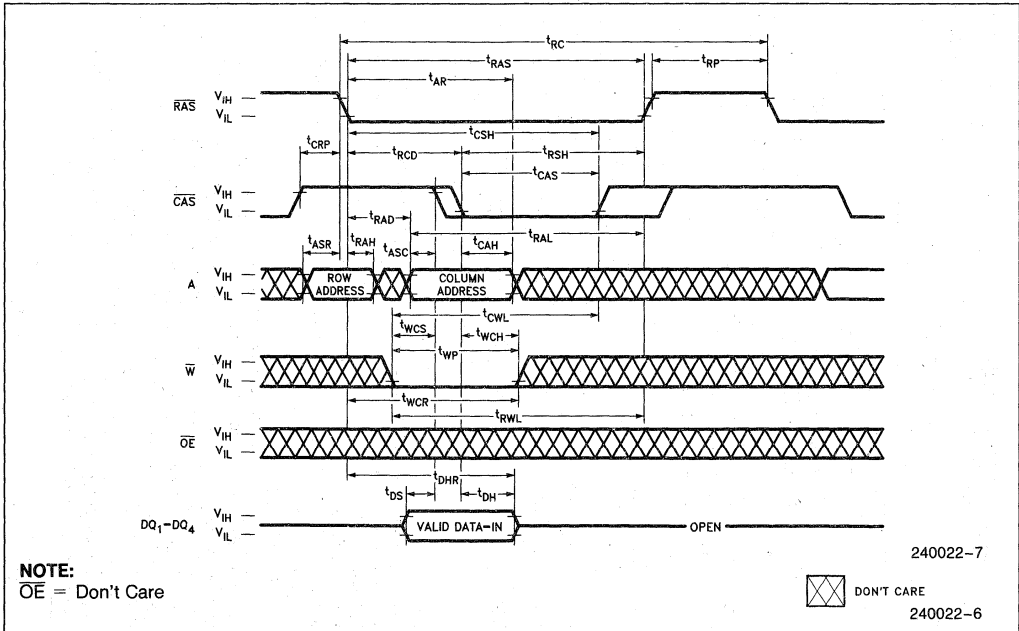 tRC
tRAS
tRP
tAR
RAS VIH
VIL
tCSH
tCRP
tRCD
tRSH
tCAS
CAS VIH
VIL
tRAD
tRAL
tASR
tRAH
tASC
tCAH
A VIH
VIL
ROW
ADDRESS
COLUMN
ADDRESS
tCWL
tWCS
tWCH
tWP
W VIH
VIL
tWCR
tRWL
OE VIH
VIL
tDHR
tDS
tDH
DQ1–DQ4 VIH
VIL
VALID DATA–IN
OPEN
240022–7
NOTE:
OE = Don't Care
DON'T CARE
240022–6